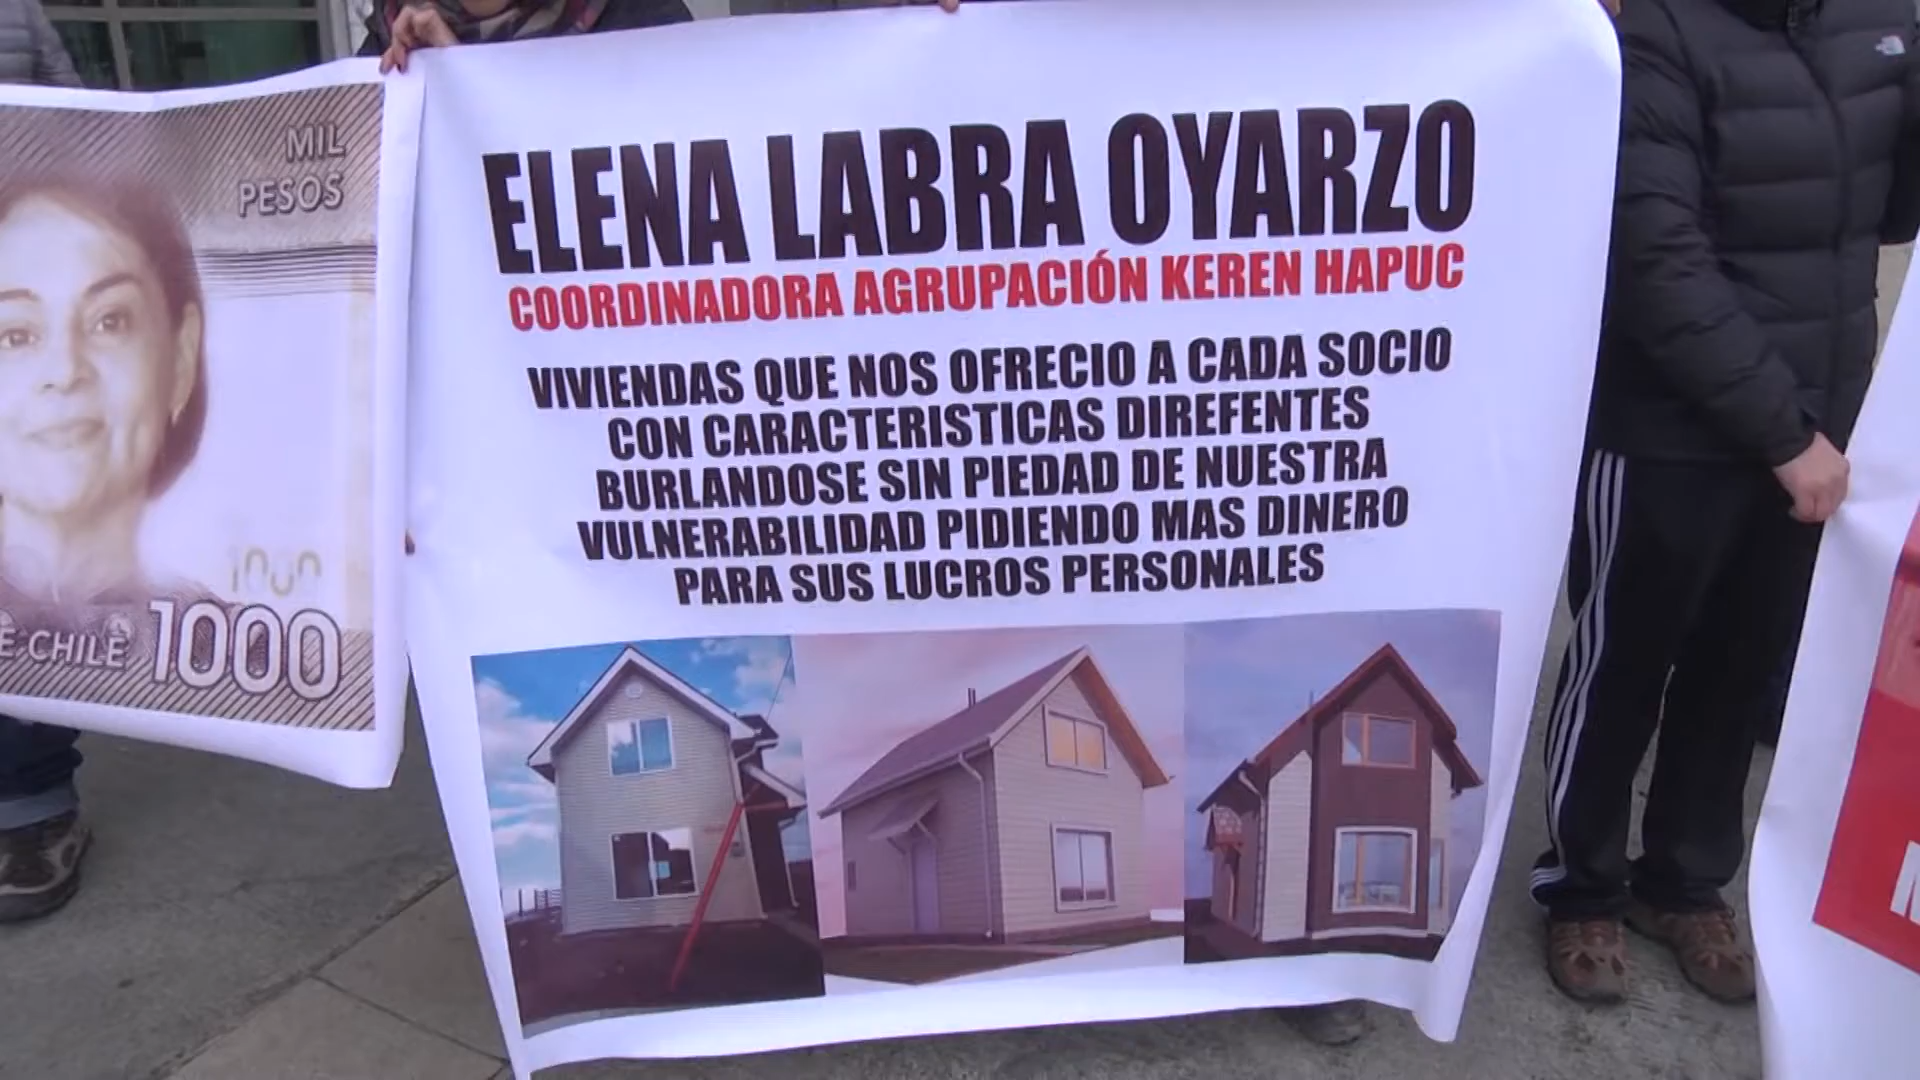 MIL
PESOS
1000
E CHILE 1000
ELENA LABRA OYARZO
COORDINADORA AGRUPACIÓN KEREN HAPUC
VIVIENDAS QUE NOS OFRECIO A CADA SOCIO
CON CARACTERISTICAS DIREFENTES
BURLANDOSE SIN PIEDAD DE NUESTRA
VULNERABILIDAD PIDIENDO MAS DINERO
PARA SUS LUCROS PERSONALES